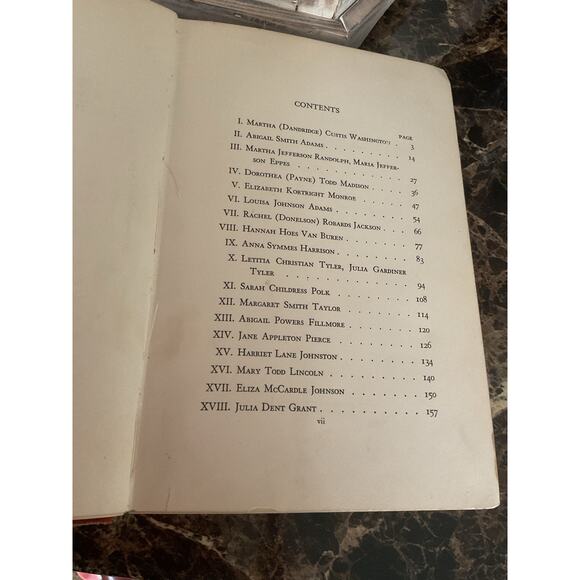 CONTENTS
PAGE
I. Martha (Dandridge) Custis Washington . 3
II. Abigail Smith Adams . . . . . . . . 14
III. Martha Jefferson Randolph, Maria Jeffer-
son Eppes . . . . . . . . . . 27
IV. Dorothea (Payne) Todd Madison . . . . 36
V. Elizabeth Kortright Monroe . . . . . 47
VI. Louisa Johnson Adams . . . . . . . 54
VII. Rachel (Donelson) Robards Jackson . . . 66
VIII. Hannah Hoes Van Buren . . . . . . 77
IX. Anna Symmes Harrison . . . . . . . 83
X. Letitia Christian Tyler, Julia Gardiner
Tyler . . . . . . . . . . . 94
XI. Sarah Childress Polk . . . . . . . 108
XII. Margaret Smith Taylor . . . . . . 114
XIII. Abigail Powers Fillmore . . . . . . 120
XIV. Jane Appleton Pierce . . . . . . . 126
XV. Harriet Lane Johnston . . . . . . . 134
XVI. Mary Todd Lincoln . . . . . . . . 140
XVII. Eliza McCardle Johnson . . . . . . 150
XVIII. Julia Dent Grant . . . . . . . . 157
vii